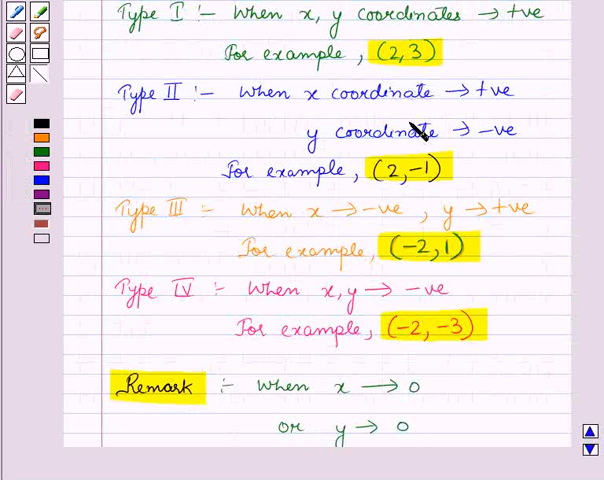 Type I :- When x, y coordinates → +ve
For example, (2, 3)
Type II :- When x coordinate → +ve
y coordinate → -ve
For example, (2, -1)
Type III :- When x → -ve, y → +ve
For example, (-2, 1)
Type IV :- When x, y → -ve
For example, (-2, -3)
Remark :- When x → 0
or y → 0